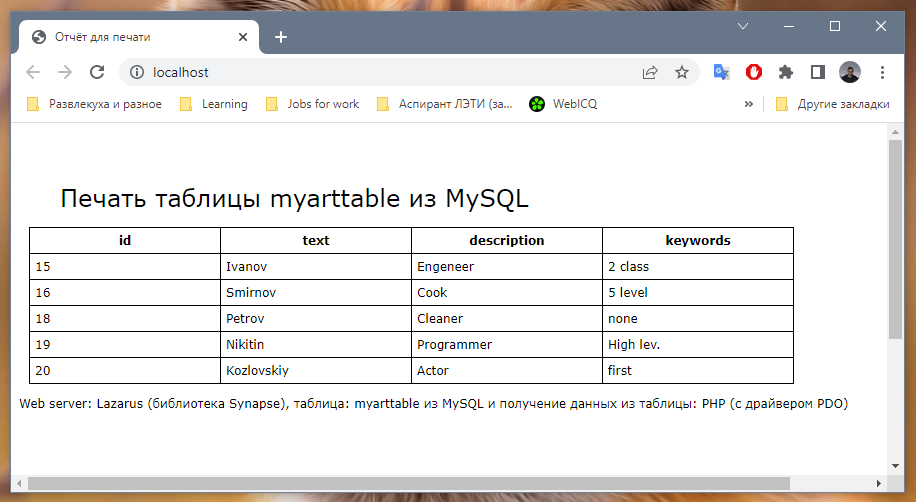 Отчёт для печати
localhost
Развлекуха и разное Learning Jobs for work Аспирант ЛЭТИ (за... WebICQ » Другие закладки
Печать таблицы myarttable из MySQL
id text description keywords
15 Ivanov Engeneer 2 class
16 Smirnov Cook 5 level
18 Petrov Cleaner none
19 Nikitin Programmer High lev.
20 Kozlovskiy Actor first
Web server: Lazarus (библиотека Synapse), таблица: myarttable из MySQL и получение данных из таблицы: PHP (с драйвером PDO)